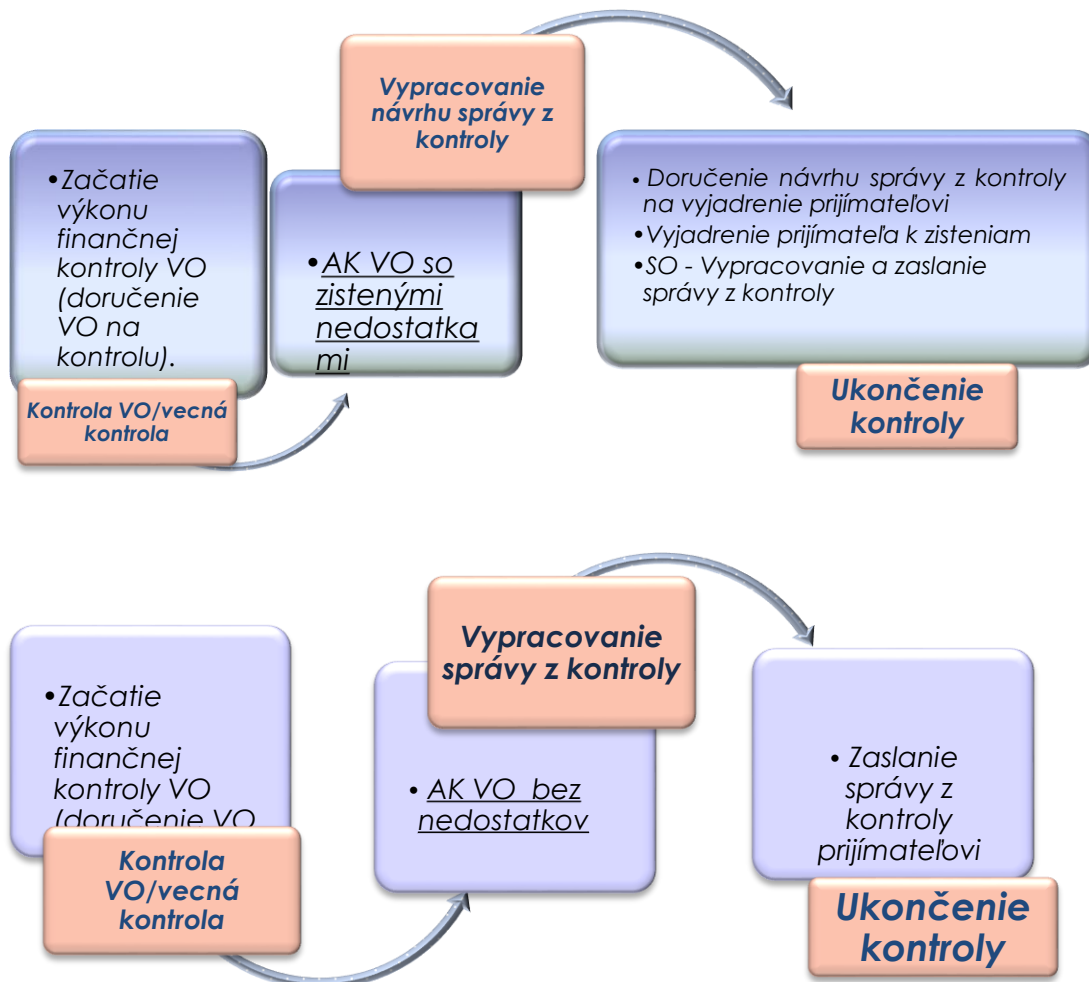 Vypracovanie
návrhu správy z
kontroly
•Začatie
výkonu
finančnej
kontroly VO
(doručenie
VO na
kontrolu).
Kontrola VO/vecná
kontrola
•AK VO so
zistenými
nedostatka
mi
• Doručenie návrhu správy z kontroly
na vyjadrenie prijímateľovi
•Vyjadrenie prijímateľa k zisteniam
•SO - Vypracovanie a zaslanie
správy z kontroly
Ukončenie
kontroly
Vypracovanie
správy z kontroly
•Začatie
výkonu
finančnej
kontroly VO
(doručenie VO
Kontrola
VO/vecná
kontrola
• AK VO bez
nedostatkov
• Zaslanie
správy z
kontroly
prijímateľovi
Ukončenie
kontroly